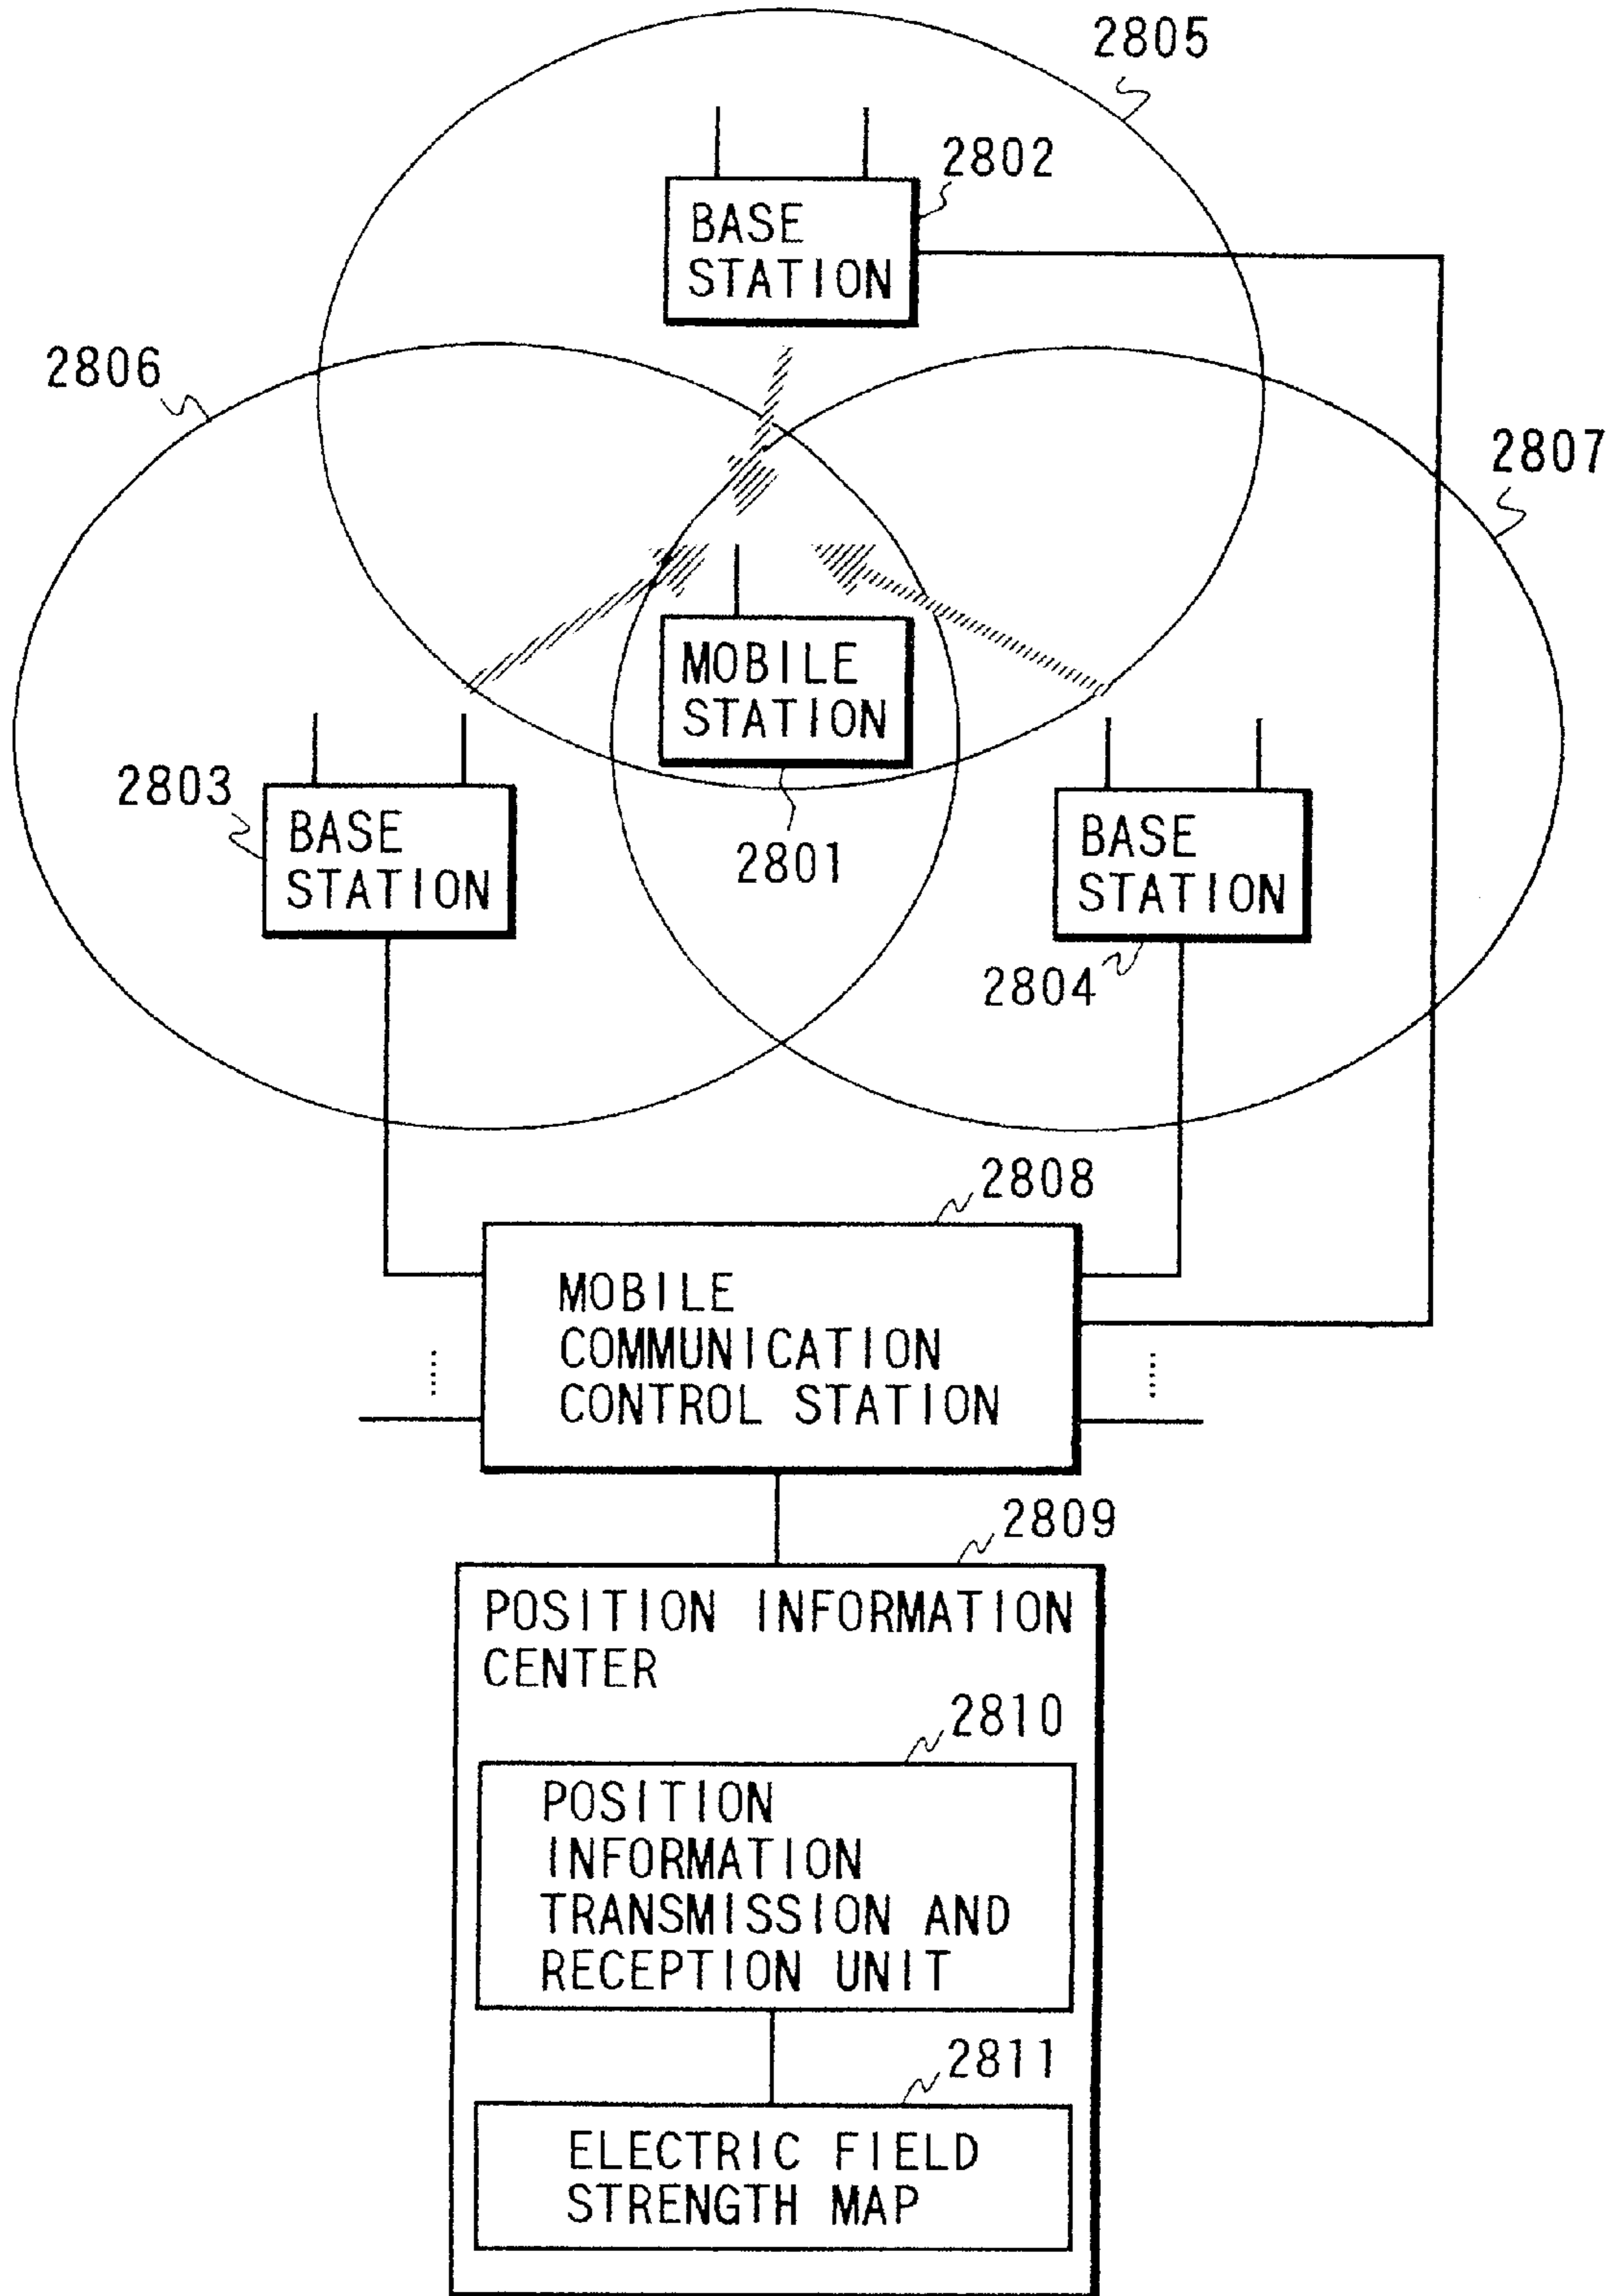 2805
2802
BASE
STATION
2806
2807
MOBILE
STATION
2803
BASE
STATION
2801
BASE
STATION
2804
2808
MOBILE
COMMUNICATION
CONTROL STATION
2809
POSITION INFORMATION
CENTER
2810
POSITION
INFORMATION
TRANSMISSION AND
RECEPTION UNIT
2811
ELECTRIC FIELD
STRENGTH MAP